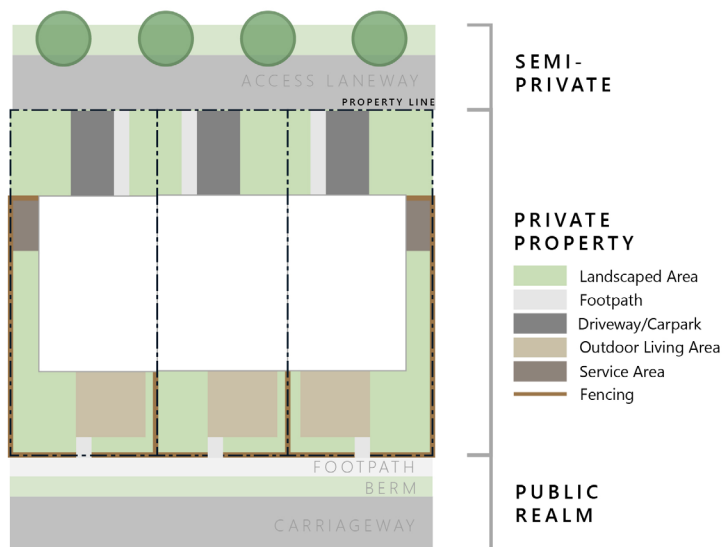 ACCESS LANEWAY
PROPERTY LINE
SEMI-
PRIVATE
PRIVATE
PROPERTY
Landscaped Area
Footpath
Driveway/Carpark
Outdoor Living Area
Service Area
Fencing
FOOTPATH
BERM
CARRIAGEWAY
PUBLIC
REALM